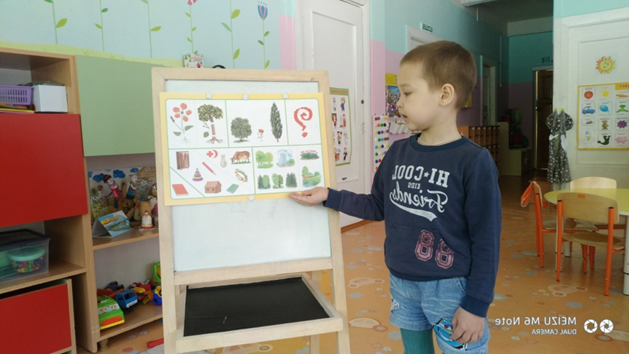 HI·COOL
Friends
88
MEIZU M6 Note
DUAL CAMERA